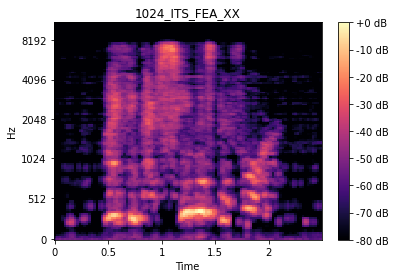 1024_ITS_FEA_XX
+0 dB
8192
-10 dB
4096
-20 dB
-30 dB
2048
Hz
-40 dB
1024
-50 dB
512
-60 dB
-70 dB
0
-80 dB
0 0.5 1 1.5 2
Time